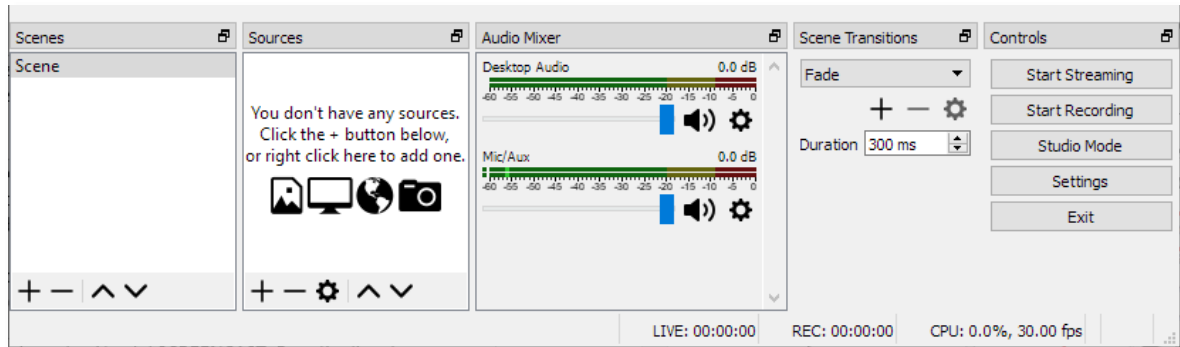 Scenes
Scene
Sources
You don't have any sources.
Click the + button below,
or right click here to add one.
Audio Mixer
Desktop Audio 0.0 dB
-60 -55 -50 -45 -40 -35 -30 -25 -20 -15 -10 -5 0
Mic/Aux 0.0 dB
-60 -55 -50 -45 -40 -35 -30 -25 -20 -15 -10 -5 0
Scene Transitions
Fade
Duration 300 ms
Controls
Start Streaming
Start Recording
Studio Mode
Settings
Exit
LIVE: 00:00:00 REC: 00:00:00 CPU: 0.0%, 30.00 fps